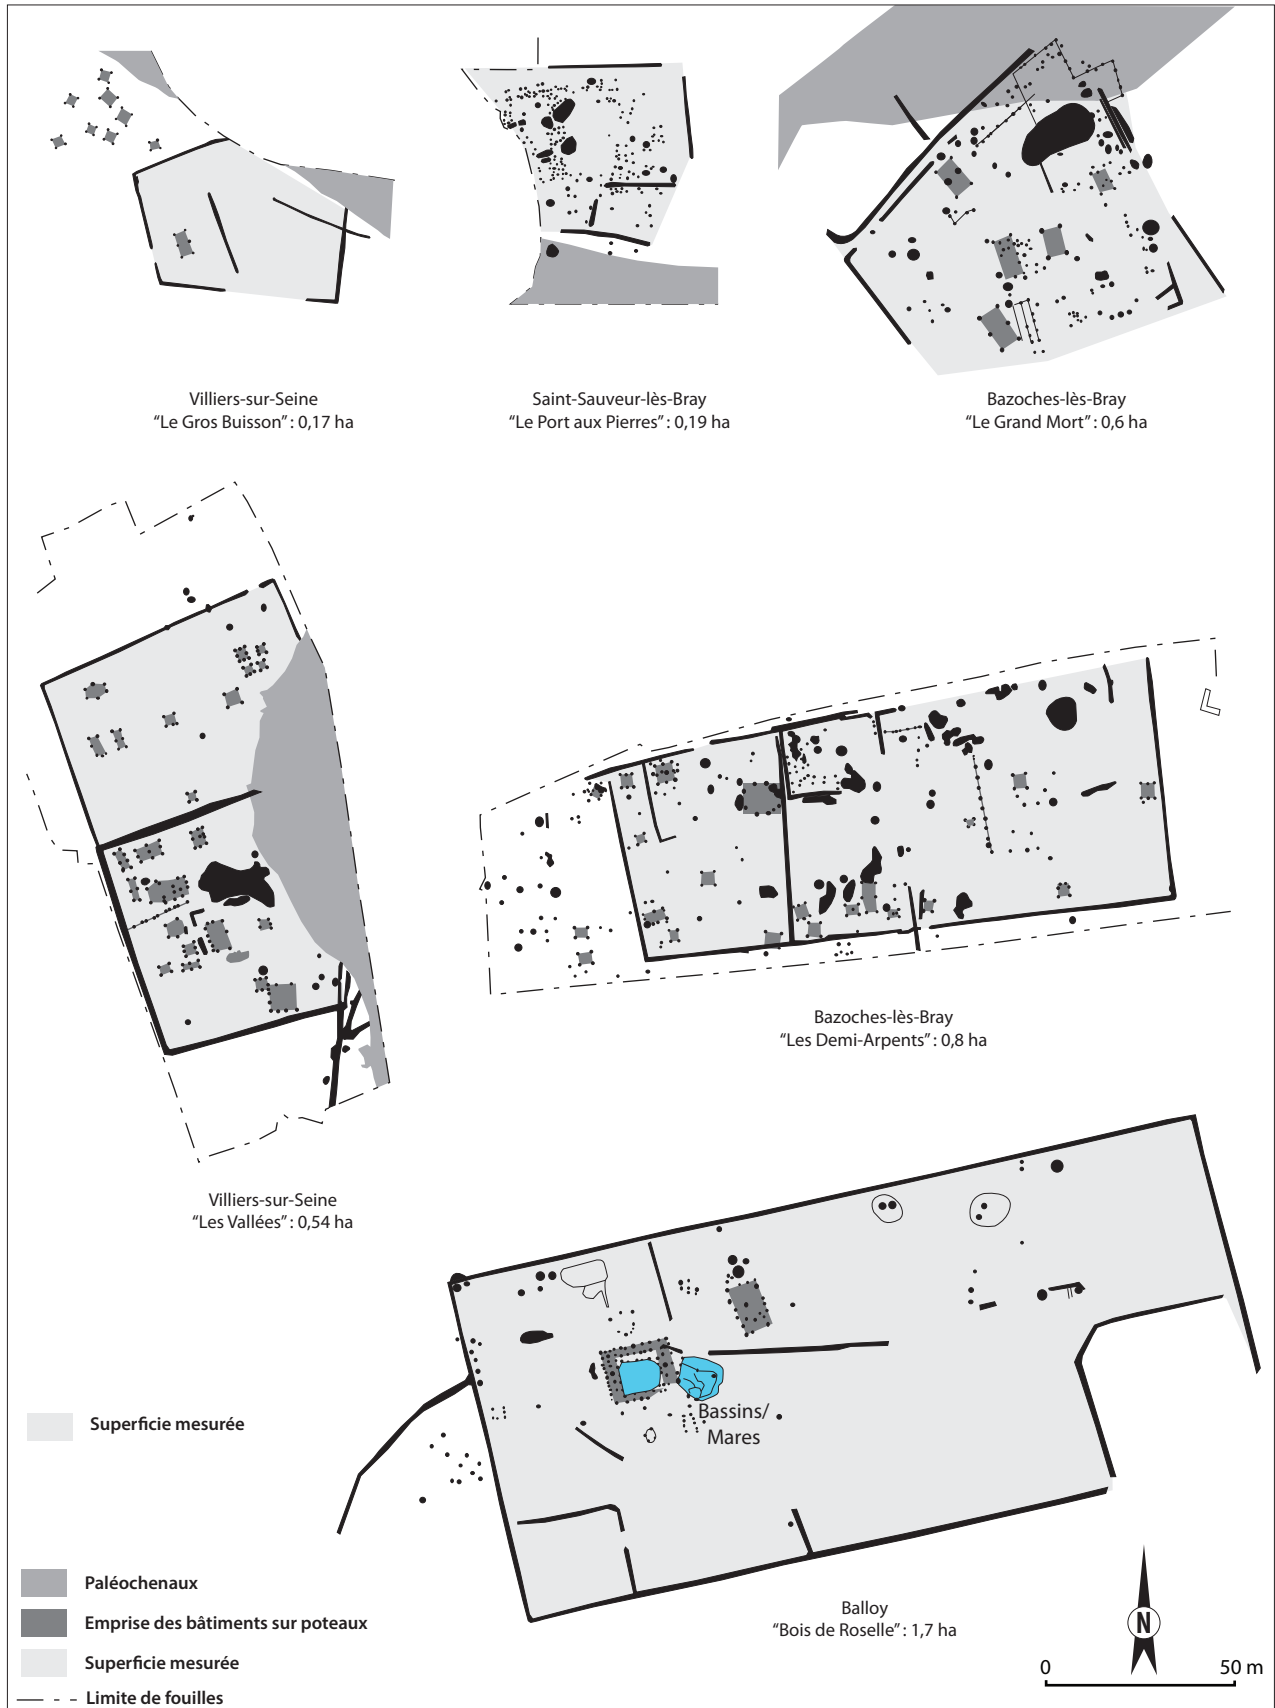 Villiers-sur-Seine
“Le Gros Buisson” : 0,17 ha
Saint-Sauveur-lès-Bray
“Le Port aux Pierres” : 0,19 ha
Bazoches-lès-Bray
“Le Grand Mort” : 0,6 ha
Villiers-sur-Seine
“Les Vallées” : 0,54 ha
Bazoches-lès-Bray
“Les Demi-Arpents” : 0,8 ha
Bassins/
Mares
Superficie mesurée
Paléochenaux
Emprise des bâtiments sur poteaux
Superficie mesurée
Limite de fouilles
Balloy
“Bois de Roselle” : 1,7 ha
N
0 50 m